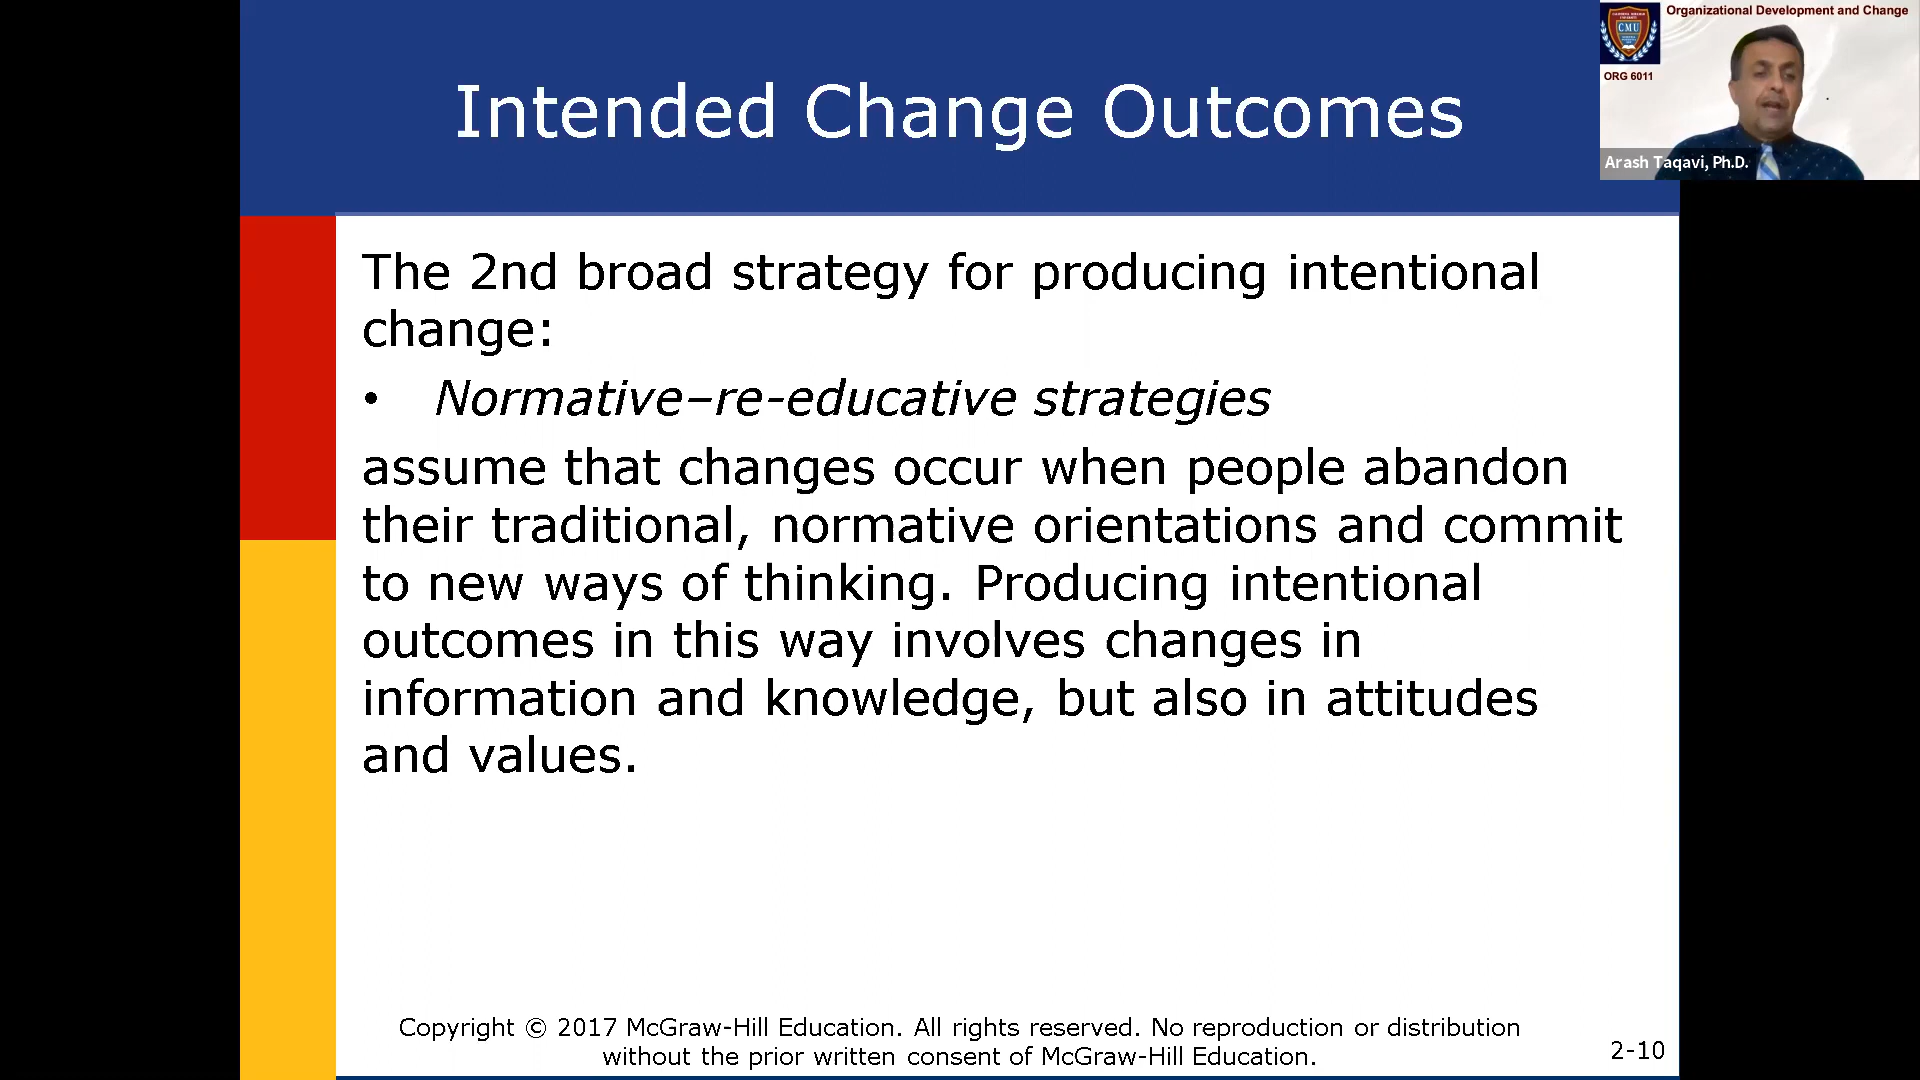 Intended Change Outcomes
Organizational Development and Change
CMU
ORG 6011
Arash Taqavi, Ph.D.
The 2nd broad strategy for producing intentional
change:
• Normative–re-educative strategies
assume that changes occur when people abandon
their traditional, normative orientations and commit
to new ways of thinking. Producing intentional
outcomes in this way involves changes in
information and knowledge, but also in attitudes
and values.
Copyright © 2017 McGraw-Hill Education. All rights reserved. No reproduction or distribution
without the prior written consent of McGraw-Hill Education.
2-10